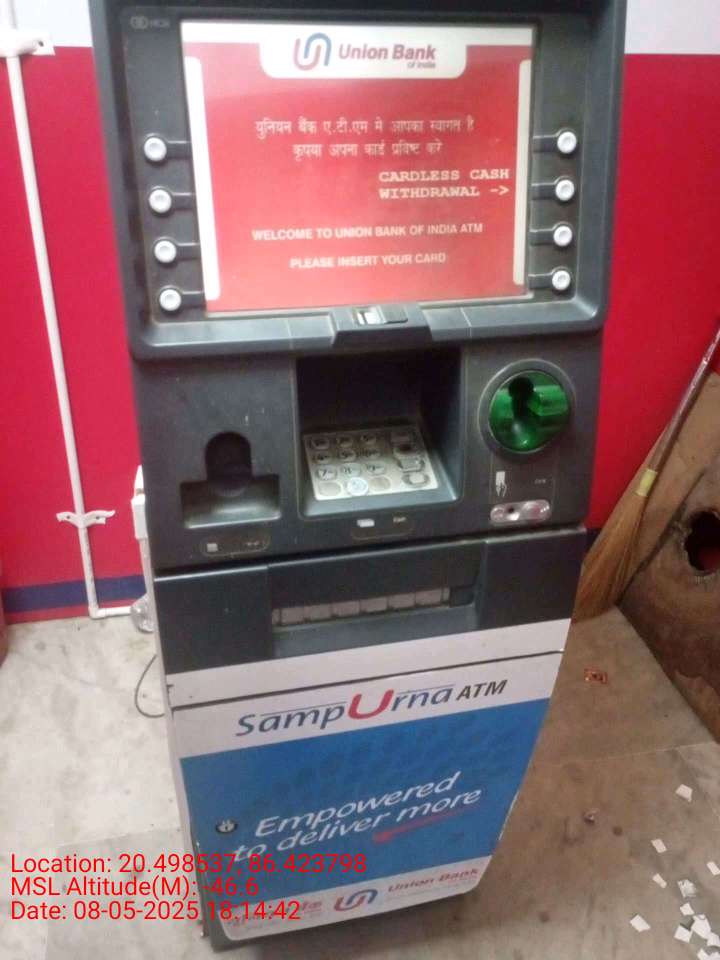 NCR
Union Bank
of India
युनियन बैंक ए.टी.एम मे आपका स्वागत है
कृपया अपना कार्ड प्रविष्ट करे
CARDLESS CASH
WITHDRAWAL ->
WELCOME TO UNION BANK OF INDIA ATM
PLEASE INSERT YOUR CARD
SampUrna ATM
Empowered
to deliver more
Union Bank
Location: 20.498537, 86.423798
MSL Altitude(M): -46.6
Date: 08-05-2025 18:14:42